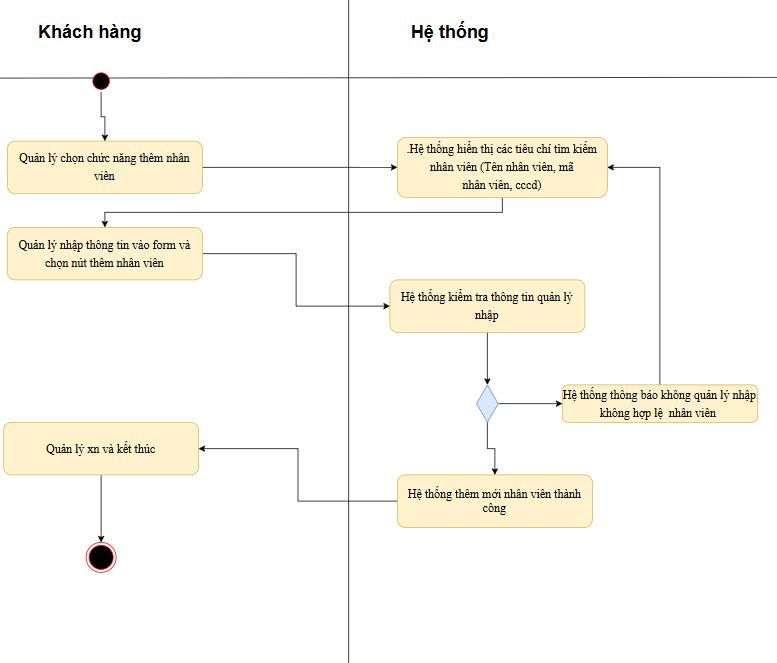 Khách hàng
Hệ thống
Quản lý chọn chức năng thêm nhân
viên
.Hệ thống hiển thị các tiêu chí tìm kiếm
nhân viên (Tên nhân viên, mã
nhân viên, cccd)
Quản lý nhập thông tin vào form và
chọn nút thêm nhân viên
Hệ thống kiểm tra thông tin quản lý
nhập
Hệ thống thông báo không quản lý nhập
không hợp lệ nhân viên
Quản lý xn và kết thúc
Hệ thống thêm mới nhân viên thành
công